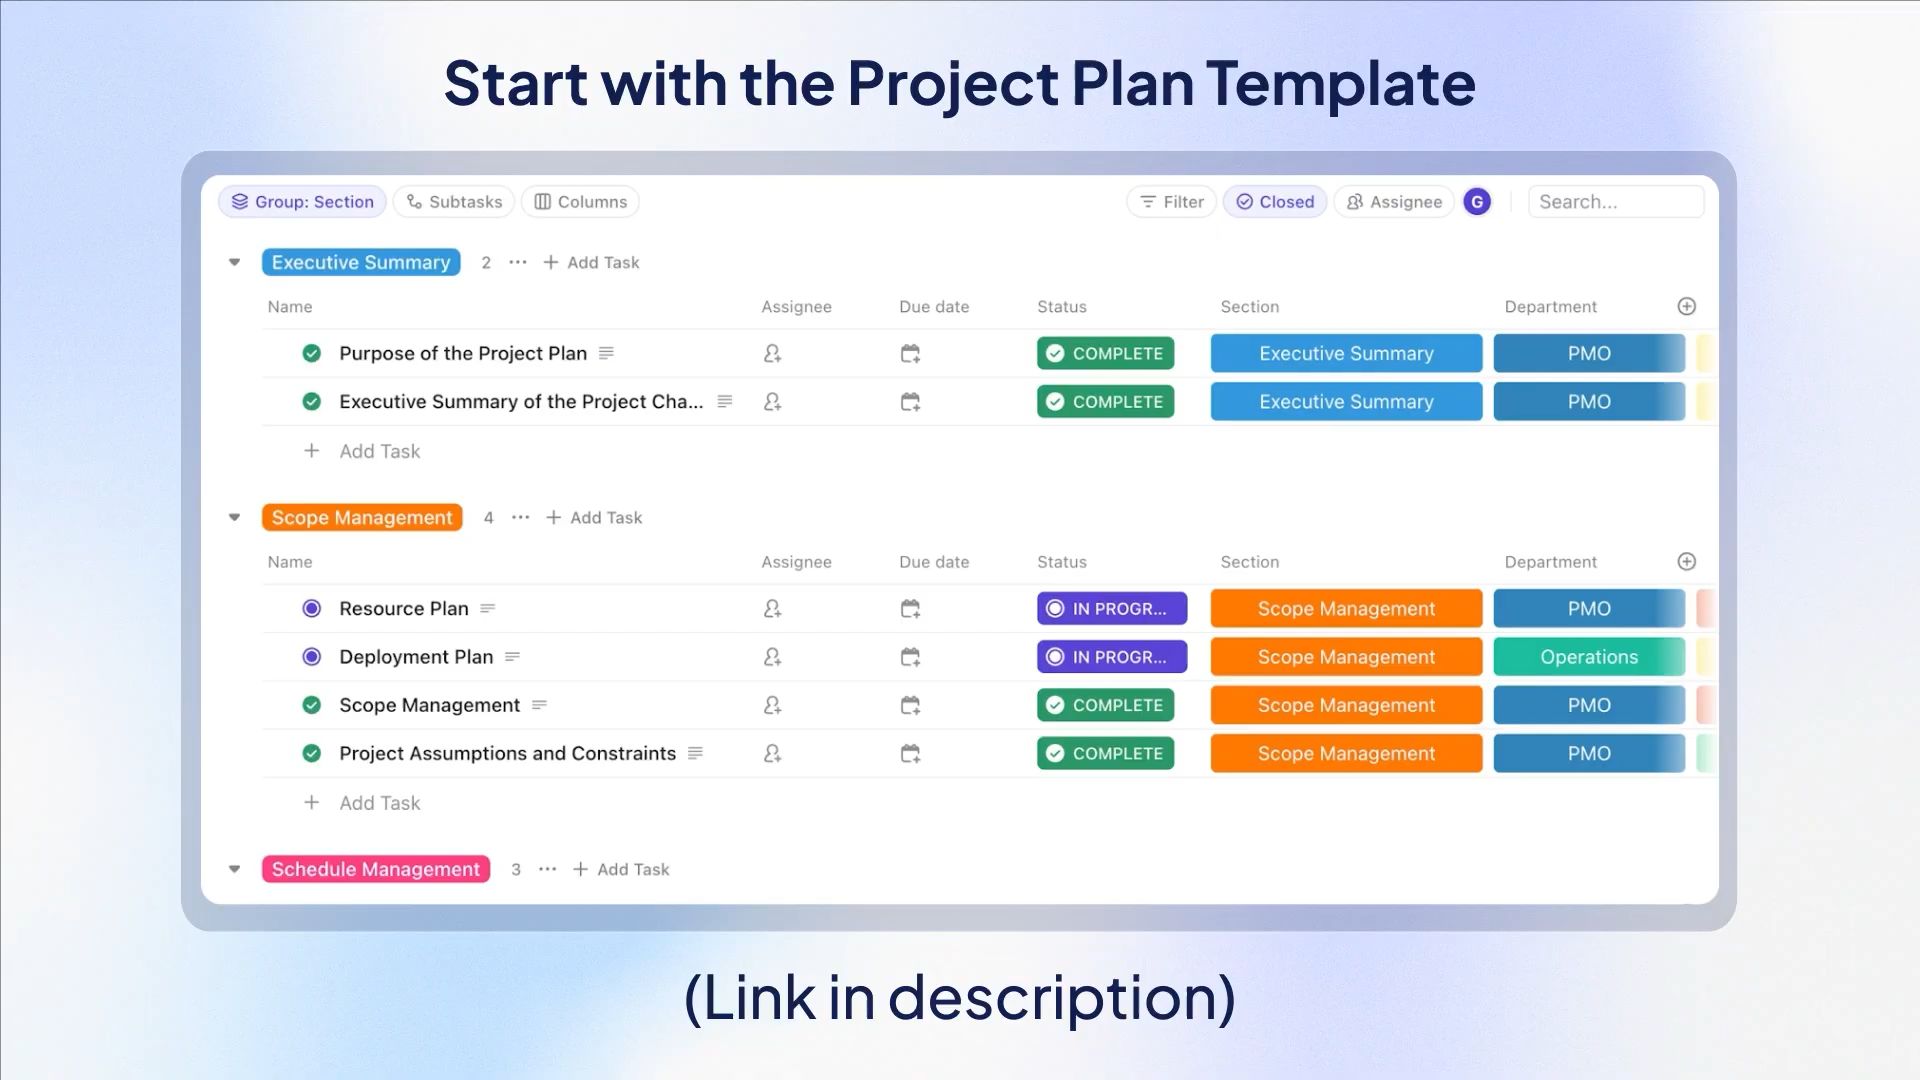 Start with the Project Plan Template
Group: Section Subtasks Columns Filter Closed Assignee G Search...
Executive Summary 2 ... + Add Task
Name Assignee Due date Status Section Department
Purpose of the Project Plan COMPLETE Executive Summary PMO
Executive Summary of the Project Cha... COMPLETE Executive Summary PMO
+ Add Task
Scope Management 4 ... + Add Task
Name Assignee Due date Status Section Department
Resource Plan IN PROGR... Scope Management PMO
Deployment Plan IN PROGR... Scope Management Operations
Scope Management COMPLETE Scope Management PMO
Project Assumptions and Constraints COMPLETE Scope Management PMO
+ Add Task
Schedule Management 3 ... + Add Task
(Link in description)